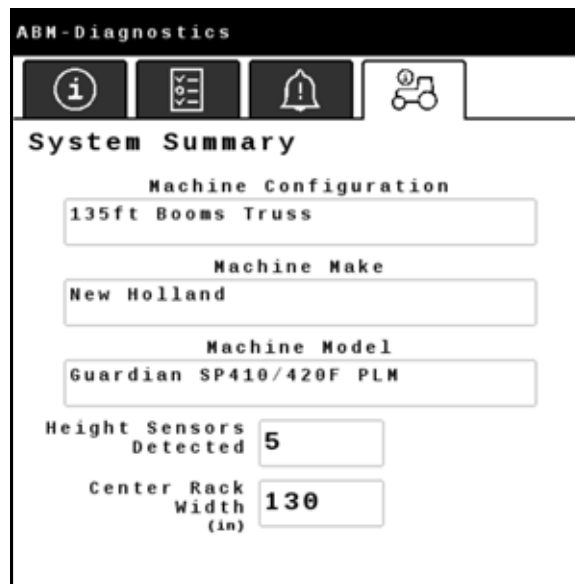 ABM-Diagnostics
System Summary
Machine Configuration
135ft Booms Truss
Machine Make
New Holland
Machine Model
Guardian SP410/420F PLM
Height Sensors
Detected
5
Center Rack
Width
(in)
130